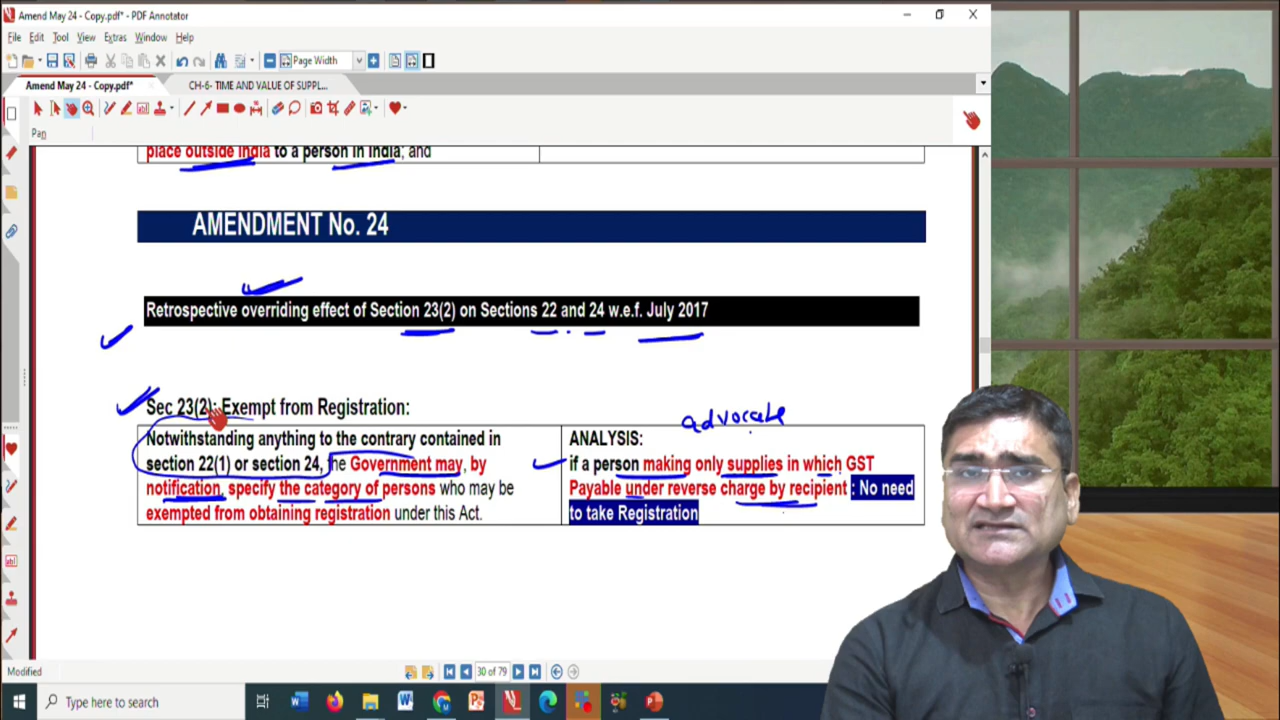 Amend May 24 - Copy.pdf* - PDF Annotator
File Edit Tool View Extras Window Help
Page Width
Amend May 24 - Copy.pdf*
CH-6- TIME AND VALUE OF SUPPL...
Pan
place outside India to a person in India; and
AMENDMENT No. 24
Retrospective overriding effect of Section 23(2) on Sections 22 and 24 w.e.f. July 2017
Sec 23(2): Exempt from Registration:
advocate
Notwithstanding anything to the contrary contained in
section 22(1) or section 24, the Government may, by
notification, specify the category of persons who may be
exempted from obtaining registration under this Act.
ANALYSIS:
if a person making only supplies in which GST
Payable under reverse charge by recipient : No need
to take Registration
Modified
30 of 79
Type here to search